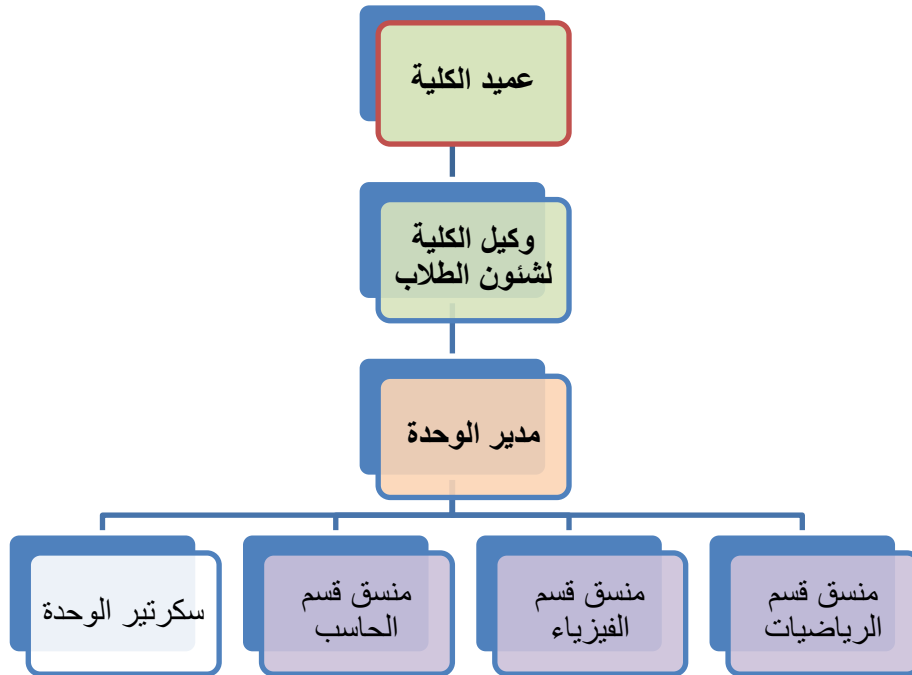 عميد الكلية
وكيل الكلية
لشئون الطلاب
مدير الوحدة
منسق قسم
الرياضيات
منسق قسم
الفيزياء
منسق قسم
الحاسب
سكرتير الوحدة